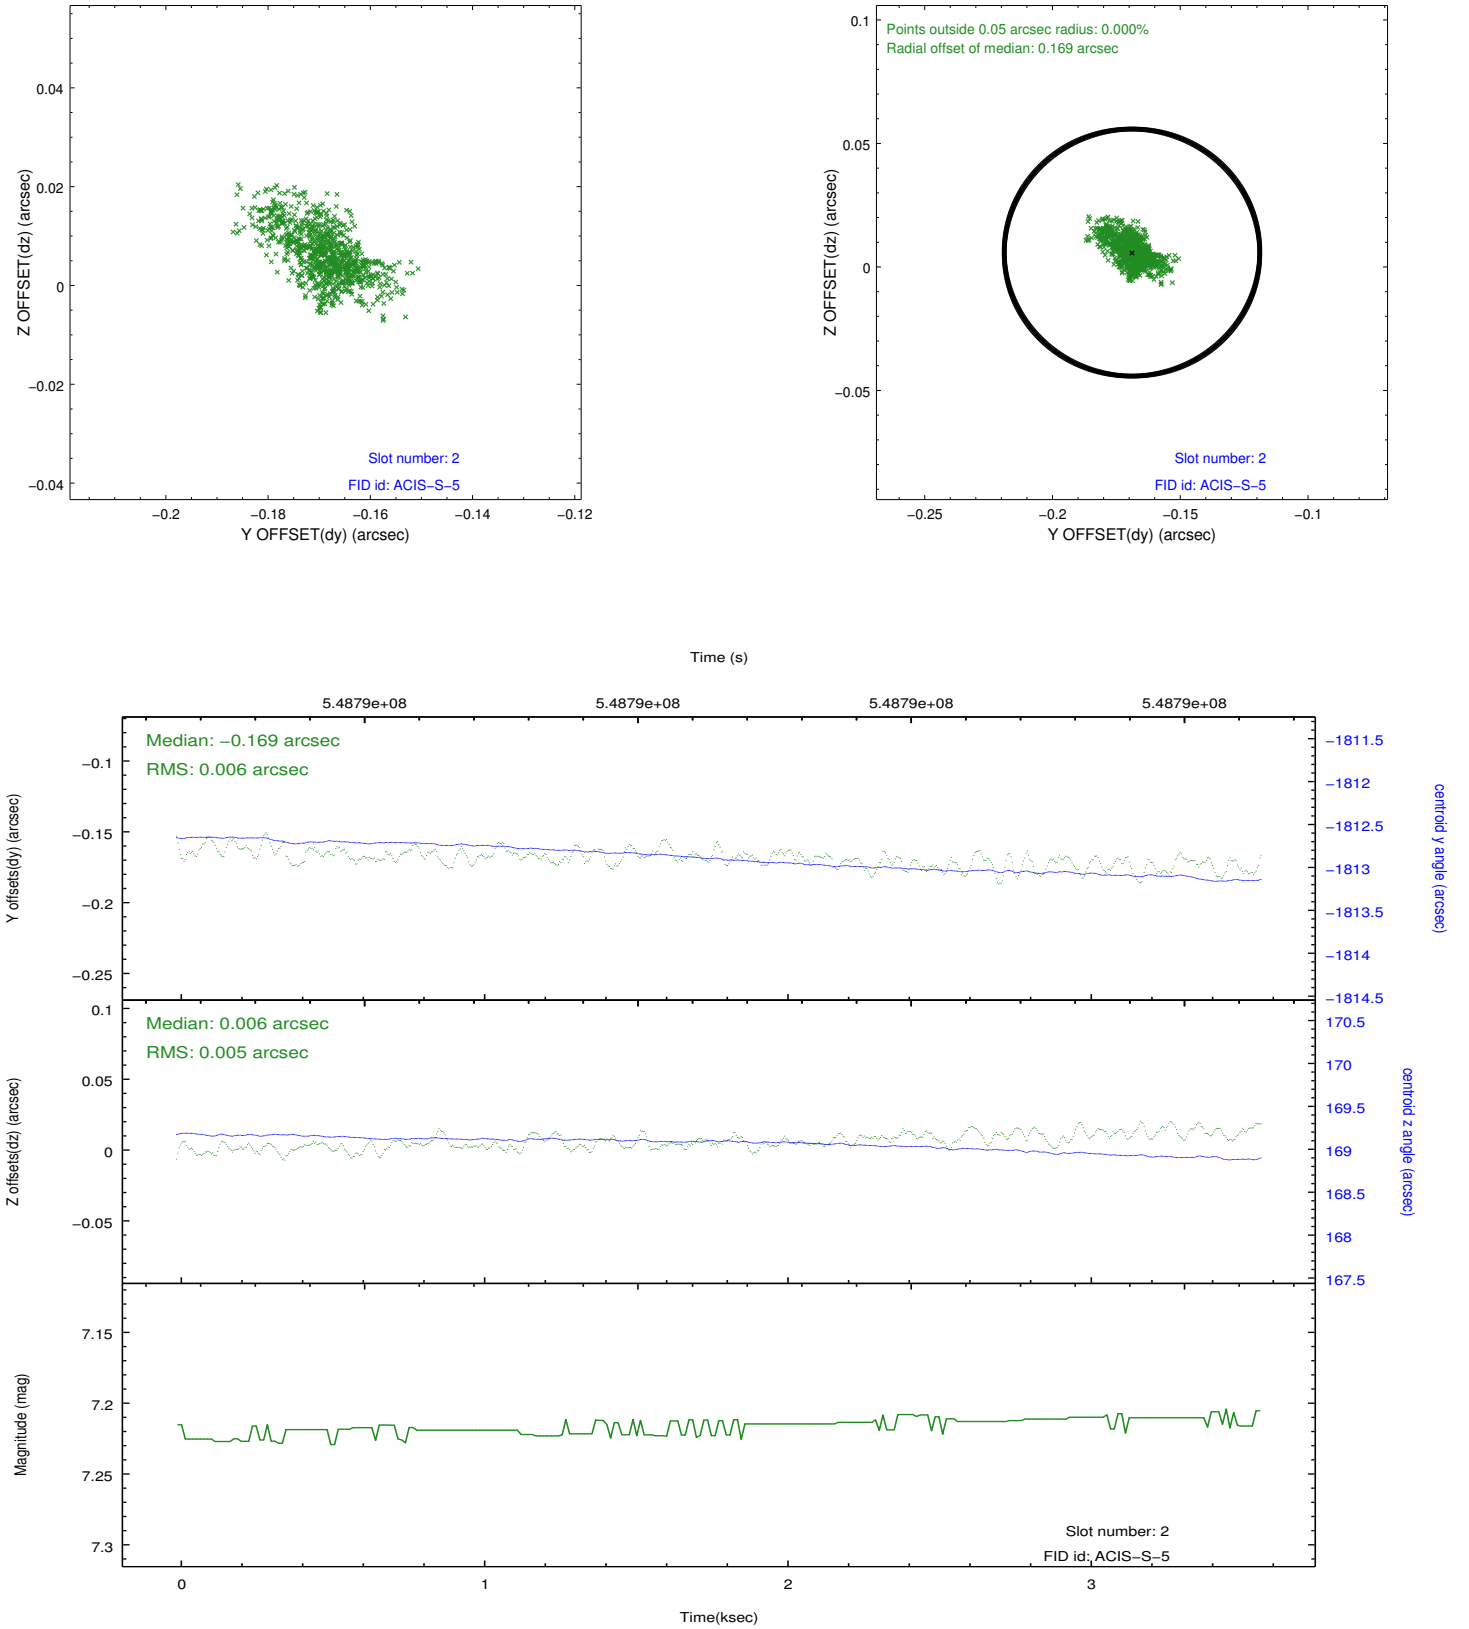 0.04
0.02
0
−0.02
−0.04
Z OFFSET(dz) (arcsec)
Slot number: 2
FID id: ACIS−S−5
−0.2
−0.18
−0.16
−0.14
−0.12
Y OFFSET(dy) (arcsec)
Points outside 0.05 arcsec radius: 0.000%
Radial offset of median: 0.169 arcsec
0.1
0.05
0
−0.05
Z OFFSET(dz) (arcsec)
Slot number: 2
FID id: ACIS−S−5
−0.25
−0.2
−0.15
−0.1
Y OFFSET(dy) (arcsec)
Time (s)
5.4879e+08
5.4879e+08
5.4879e+08
5.4879e+08
Median: −0.169 arcsec
RMS: 0.006 arcsec
−0.1
−0.15
−0.2
−0.25
Y offsets(dy) (arcsec)
−1811.5
−1812
−1812.5
−1813
−1813.5
−1814
−1814.5
centroid y angle (arcsec)
Median: 0.006 arcsec
RMS: 0.005 arcsec
0.1
0.05
0
−0.05
Z offsets(dz) (arcsec)
170.5
170
169.5
169
168.5
168
167.5
centroid z angle (arcsec)
7.15
7.2
7.25
7.3
Magnitude (mag)
Slot number: 2
FID id: ACIS−S−5
0
1
2
3
Time(ksec)